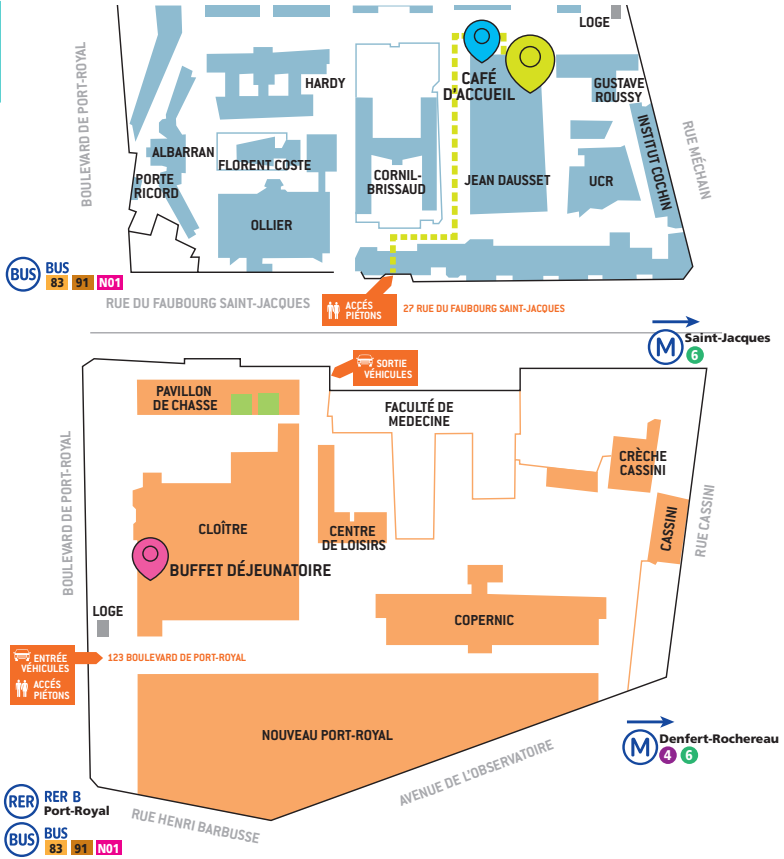 LOGE
BOULEVARD DE PORT-ROYAL
HARDY
CAFÉ
D'ACCUEIL
GUSTAVE
ROUSSY
INSTITUT COCHIN
RUE MÉCHAIN
ALBARRAN
FLORENT COSTE
PORTE
RICORD
CORNIL-
BRISSAUD
JEAN DAUSSET
UCR
OLLIER
BUS
BUS
83 91 N01
RUE DU FAUBOURG SAINT-JACQUES
ACCÉS
PIÉTONS
27 RUE DU FAUBOURG SAINT-JACQUES
M
Saint-Jacques
6
SORTIE
VÉHICULES
PAVILLON
DE CHASSE
FACULTÉ DE
MEDECINE
BOULEVARD DE PORT-ROYAL
CRÈCHE
CASSINI
CASSINI
RUE CASSINI
CLOÎTRE
CENTRE
DE LOISIRS
BUFFET DÉJEUNATOIRE
LOGE
COPERNIC
ENTRÉE
VÉHICULES
ACCÉS
PIÉTONS
123 BOULEVARD DE PORT-ROYAL
NOUVEAU PORT-ROYAL
M
Denfert-Rochereau
4 6
AVENUE DE L'OBSERVATOIRE
RER
RER B
Port-Royal
RUE HENRI BARBUSSE
BUS
BUS
83 91 N01